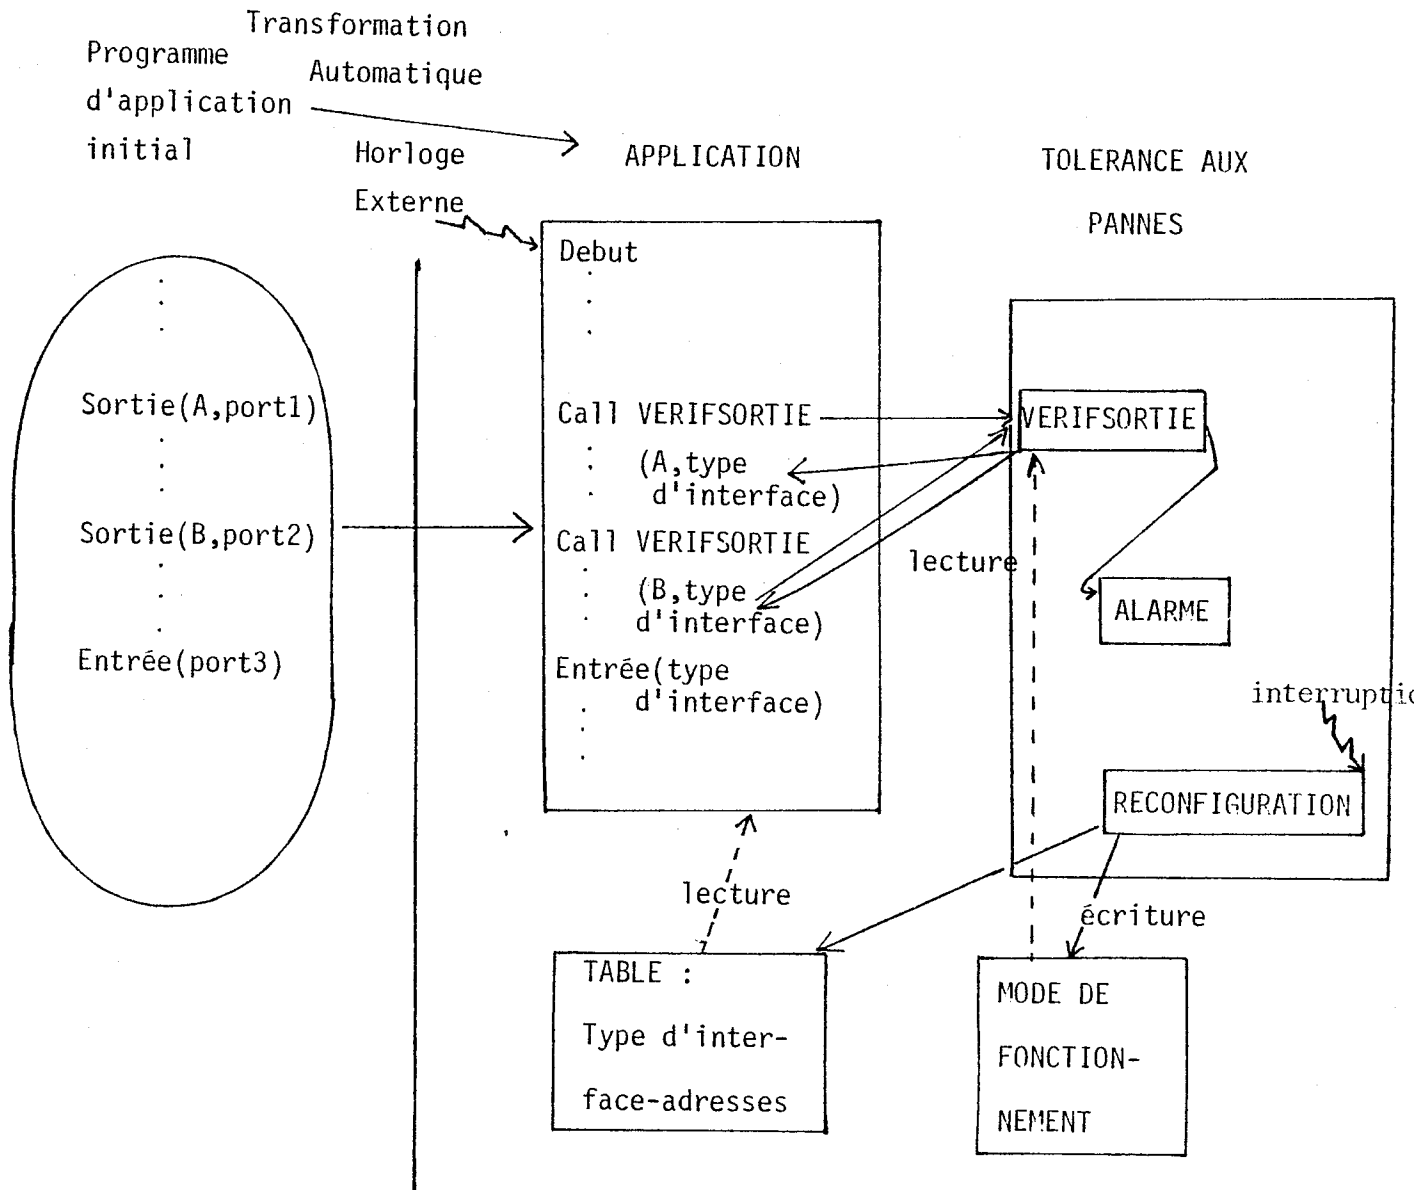 Transformation
Programme
Automatique
d'application
initial
Horloge
Externe
APPLICATION
TOLERANCE AUX
PANNES
Sortie(A,port1)
Sortie(B,port2)
Entrée(port3)
Debut
Call VERIFSORTIE
(A,type
d'interface)
Call VERIFSORTIE
(B,type
d'interface)
Entrée(type
d'interface)
VERIFSORTIE
lecture
ALARME
interruptio
RECONFIGURATION
lecture
écriture
TABLE :
Type d'inter-
face-adresses
MODE DE
FONCTION-
NEMENT